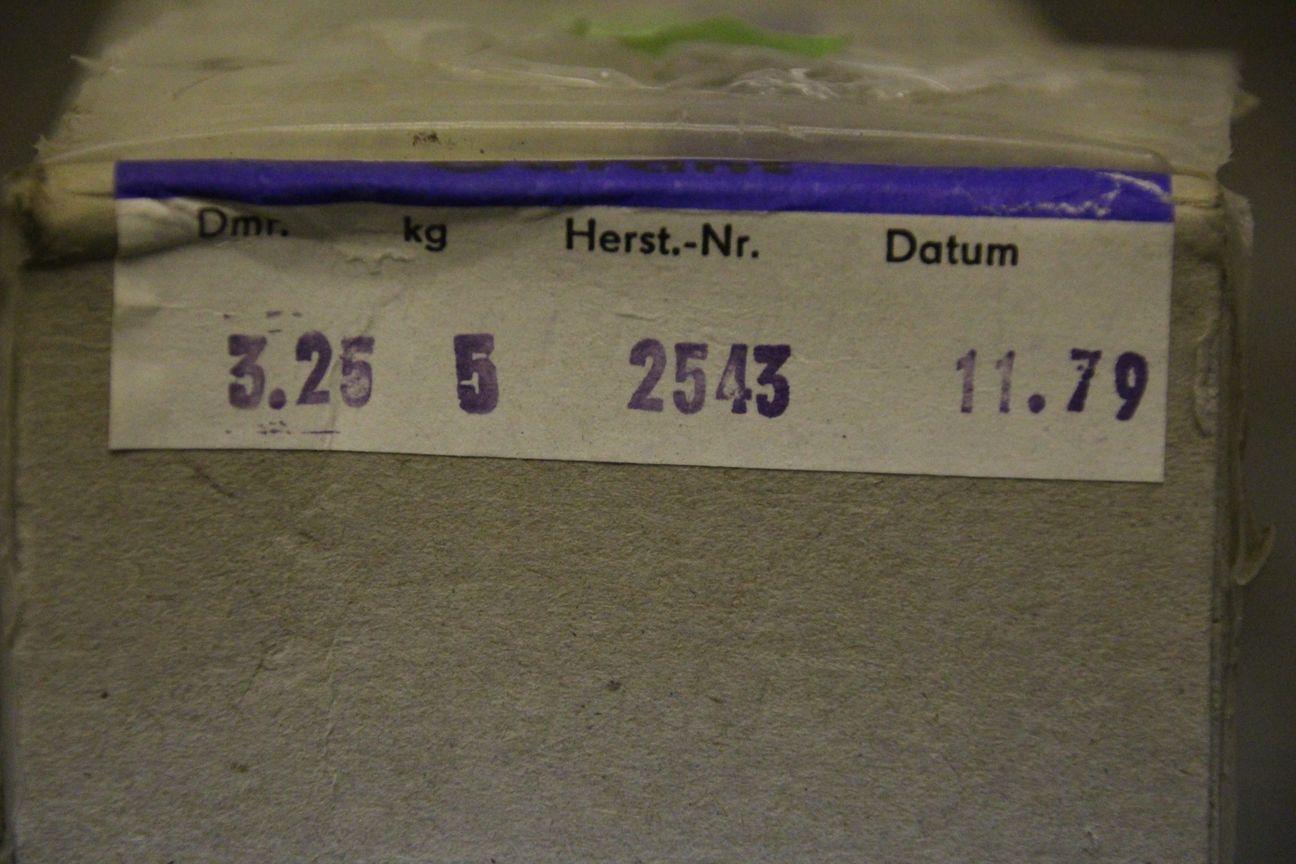 Dmr. kg Herst.-Nr. Datum
3.25 5 2543 11.79